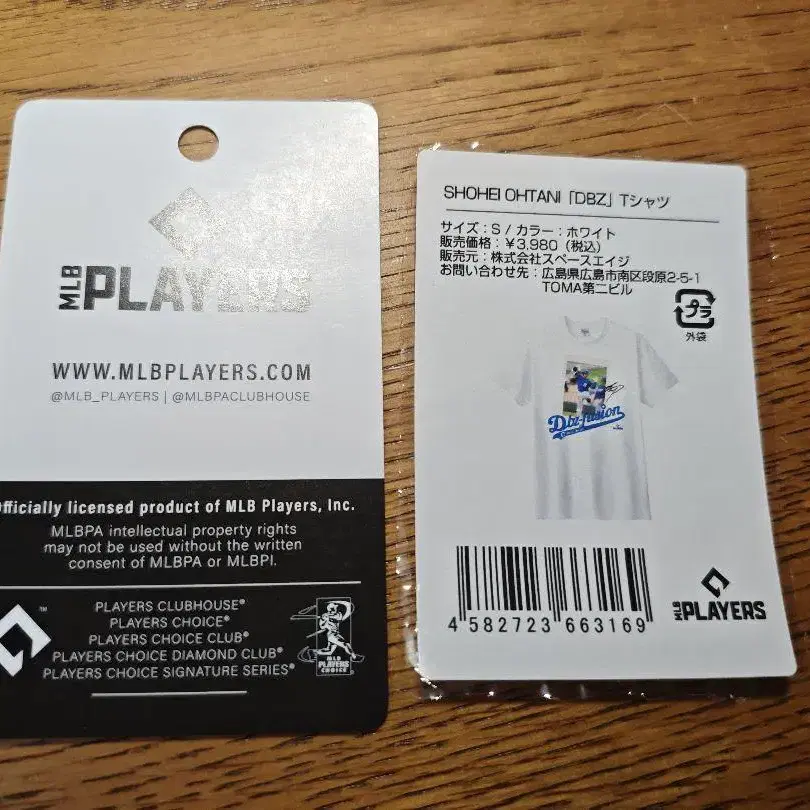 MLB PLAYERS
WWW.MLBPLAYERS.COM
@MLB_PLAYERS | @MLBPACLUBHOUSE
fficially licensed product of MLB Players, Inc.
MLBPA intellectual property rights
may not be used without the written
consent of MLBPA or MLBPI.
PLAYERS CLUBHOUSE®
PLAYERS CHOICE®
PLAYERS CHOICE CLUB®
PLAYERS CHOICE DIAMOND CLUB®
PLAYERS CHOICE SIGNATURE SERIES®
™
MLB
PLAYERS
CHOICE
SHOHEI OHTANI「DBZ」Tシャツ
サイズ：S / カラー：ホワイト
販売価格：￥3,980（税込）
販売元：株式会社スペースエイジ
お問い合わせ先：広島県広島市南区段原2-5-1
TOMA第二ビル
プラ
外袋
Dbz-fusion
4 582723 663169
MLB PLAYERS